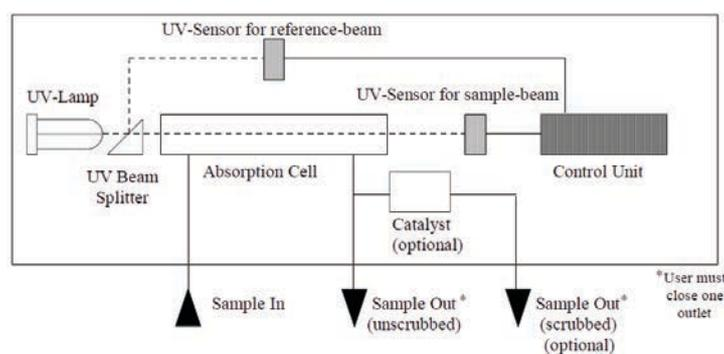 UV-Sensor for reference-beam
UV-Lamp
UV-Sensor for sample-beam
UV Beam
Splitter
Absorption Cell
Control Unit
Catalyst
(optional)
Sample In
Sample Out*
(unscrubbed)
Sample Out*
(scrubbed)
(optional)
*User must
close one
outlet